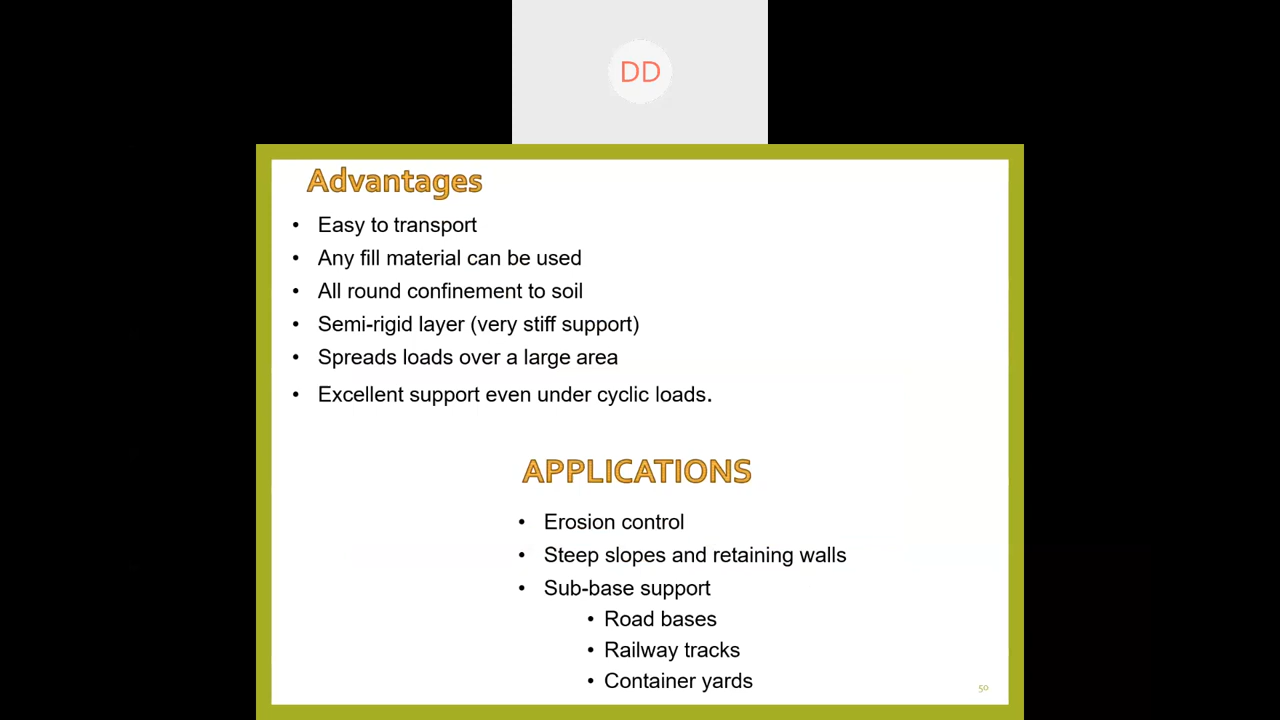 DD
Advantages
• Easy to transport
• Any fill material can be used
• All round confinement to soil
• Semi-rigid layer (very stiff support)
• Spreads loads over a large area
• Excellent support even under cyclic loads.
APPLICATIONS
• Erosion control
• Steep slopes and retaining walls
• Sub-base support
• Road bases
• Railway tracks
• Container yards
50